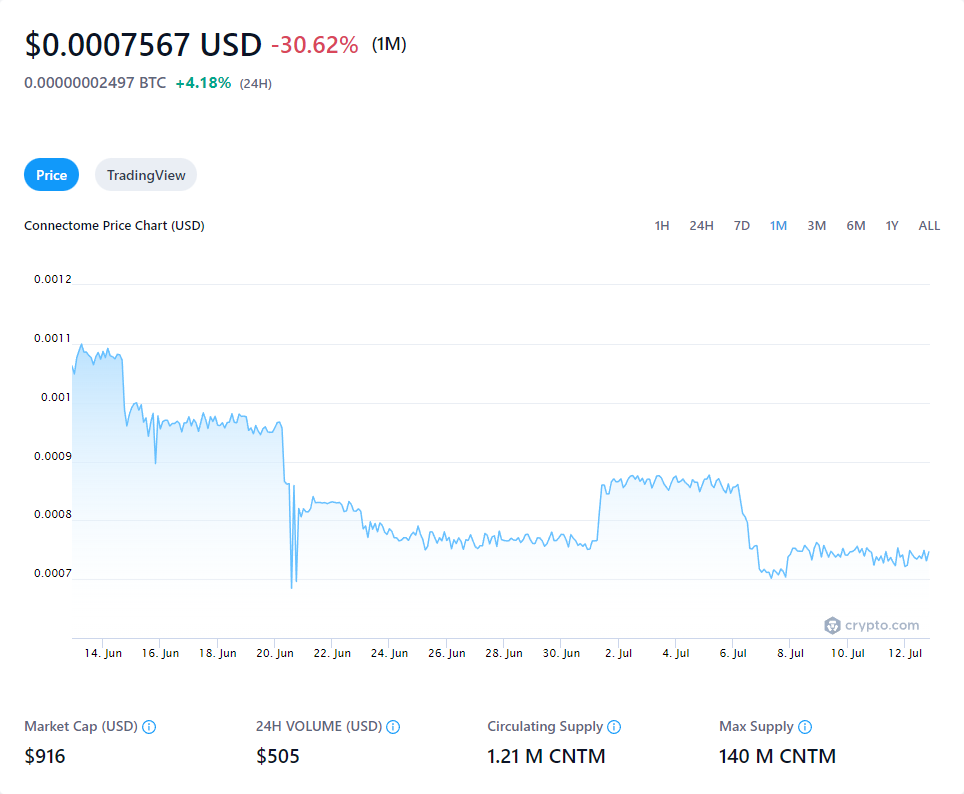 $0.0007567 USD -30.62% (1M)
0.00000002497 BTC +4.18% (24H)
Price TradingView
Connectome Price Chart (USD) 1H 24H 7D 1M 3M 6M 1Y ALL
0.0012
0.0011
0.001
0.0009
0.0008
0.0007
crypto.com
14. Jun 16. Jun 18. Jun 20. Jun 22. Jun 24. Jun 26. Jun 28. Jun 30. Jun 2. Jul 4. Jul 6. Jul 8. Jul 10. Jul 12. Jul
Market Cap (USD) 24H VOLUME (USD) Circulating Supply Max Supply
$916 $505 1.21 M CNTM 140 M CNTM